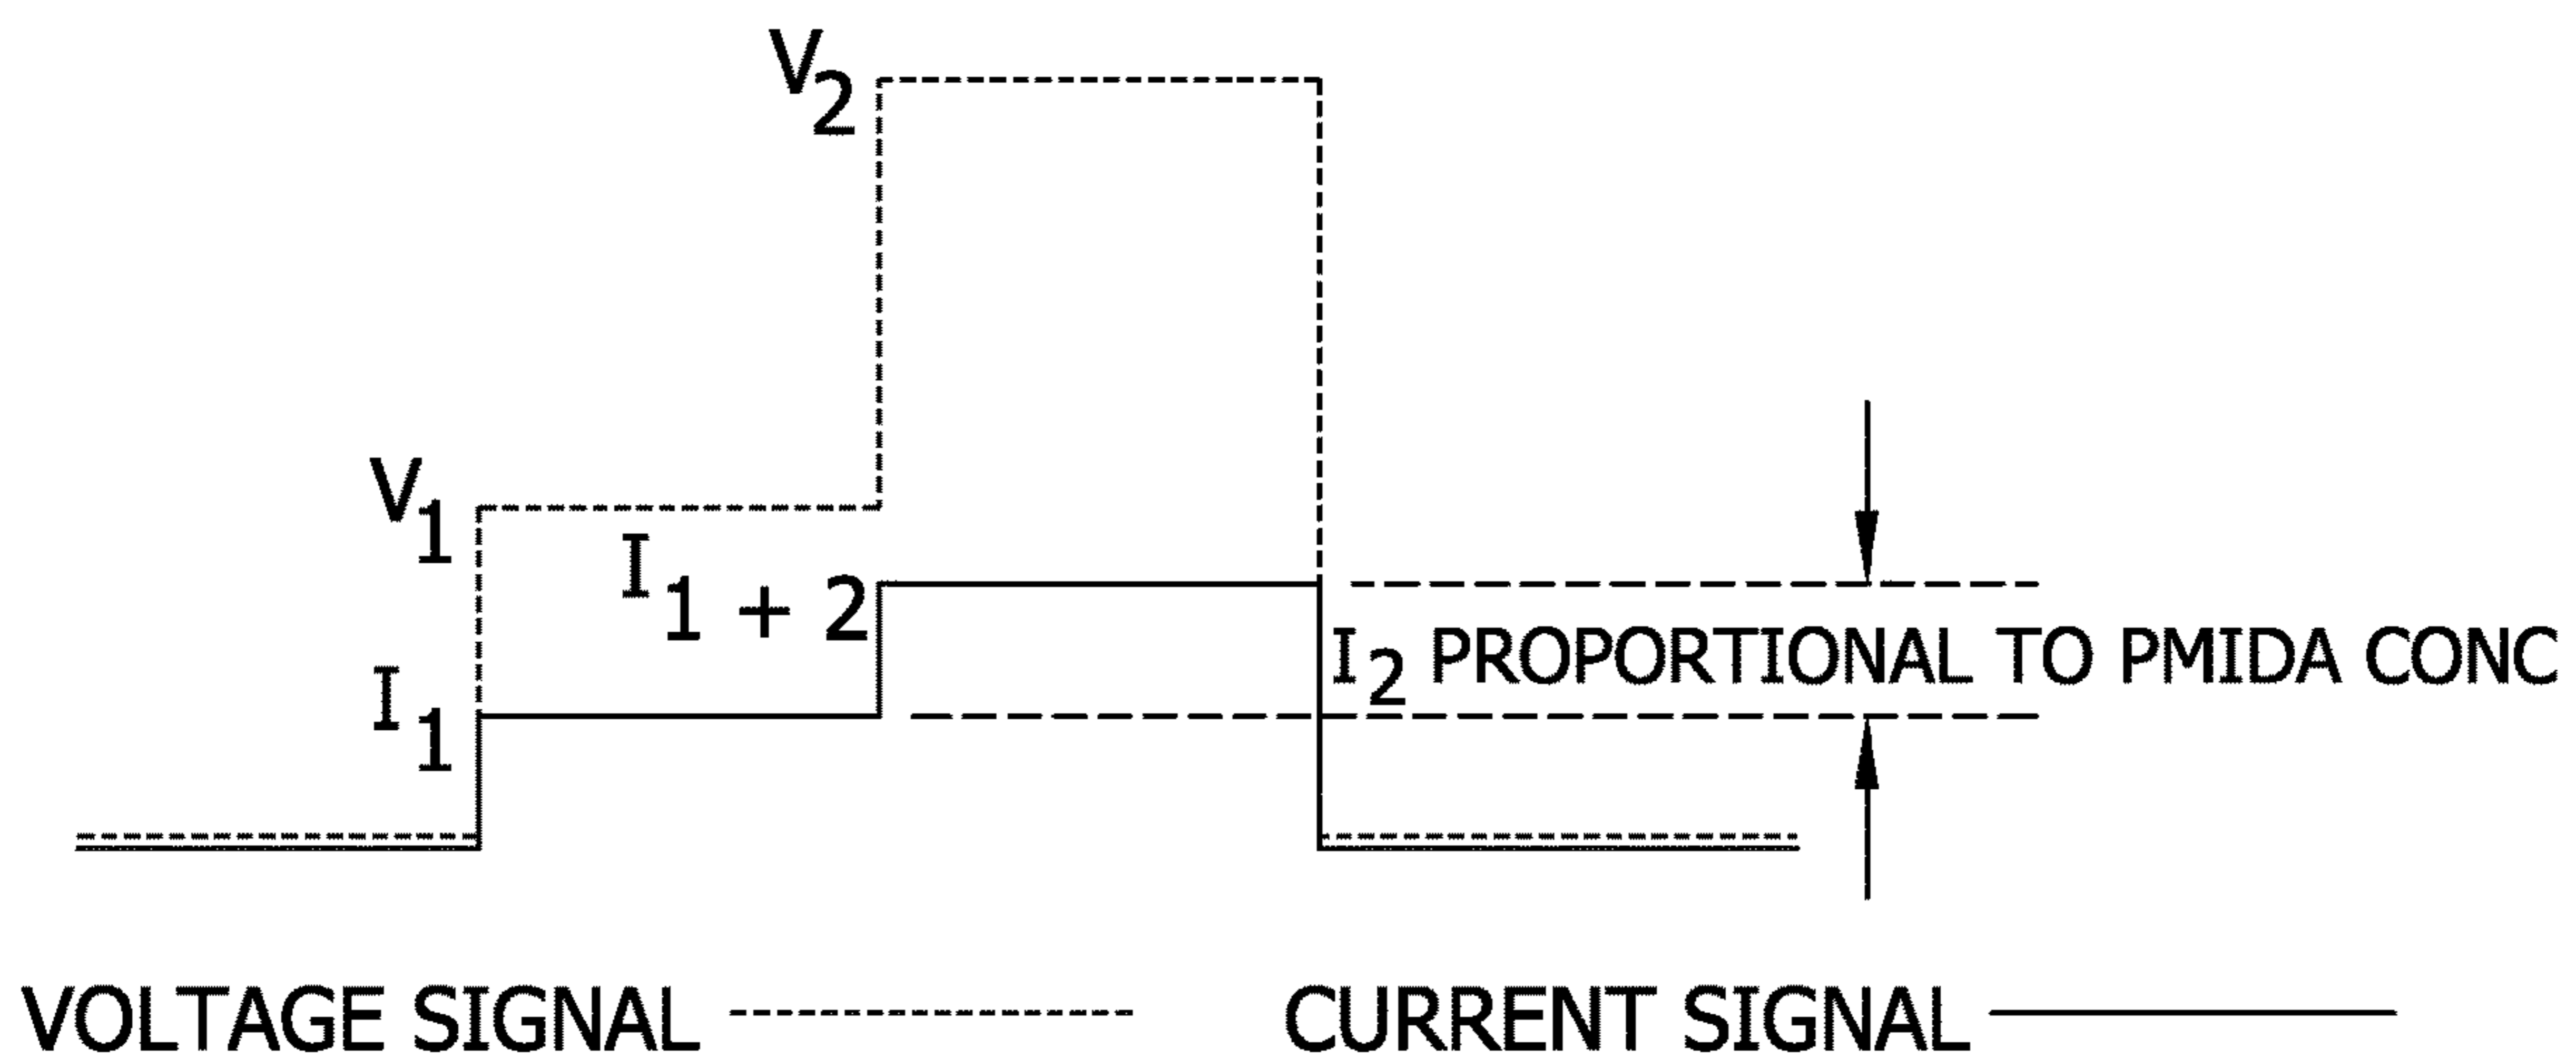 V2
V1
I1 + 2
I1
I2 PROPORTIONAL TO PMIDA CONC
VOLTAGE SIGNAL
CURRENT SIGNAL